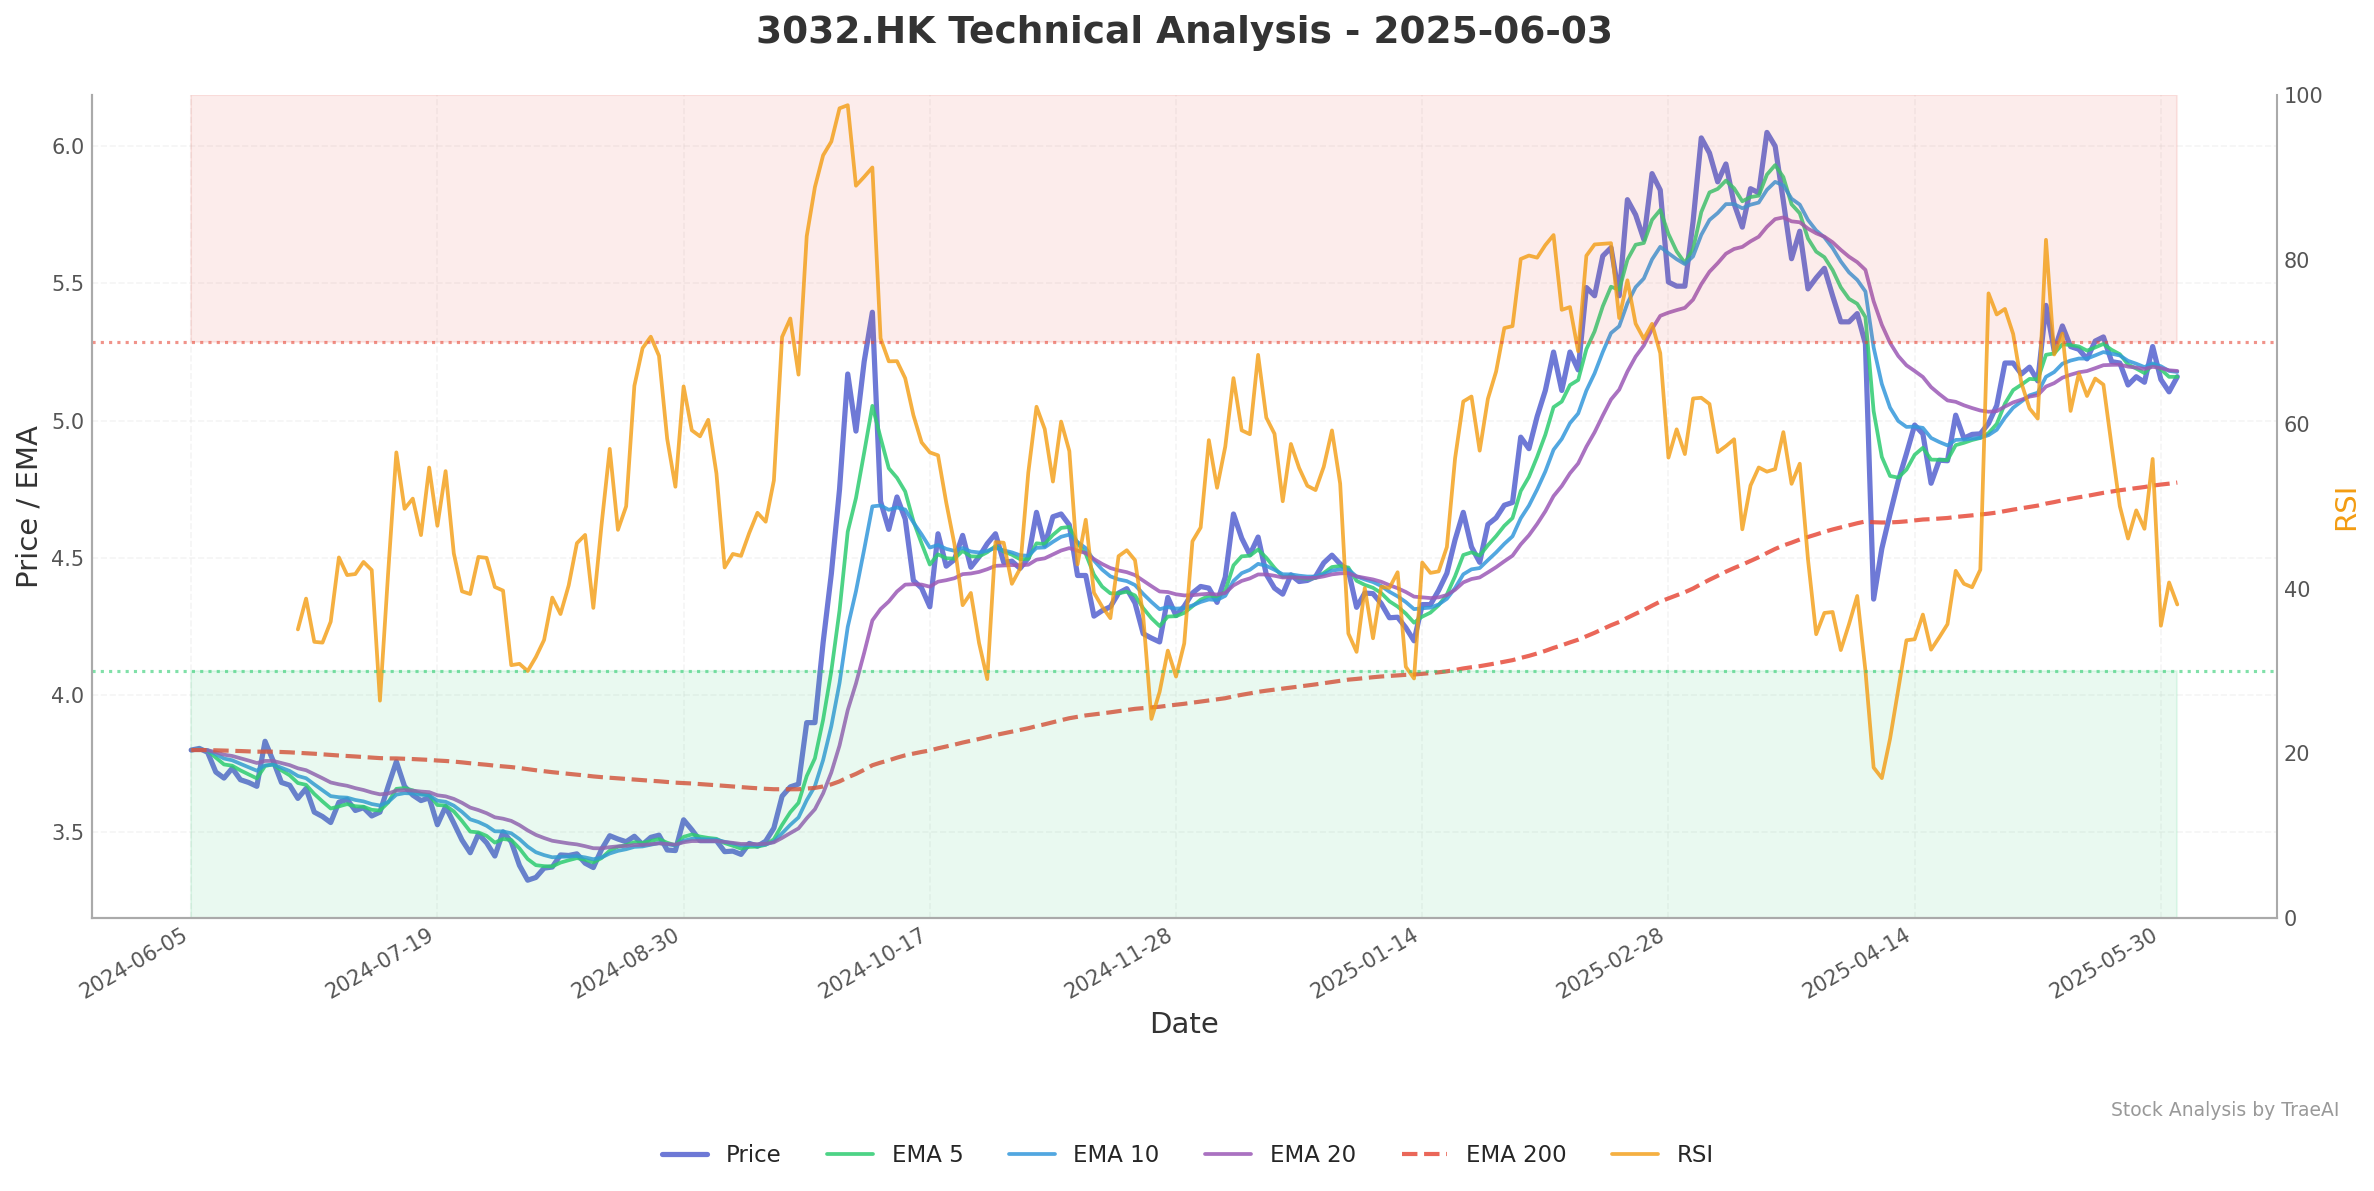 3032.HK Technical Analysis - 2025-06-03
Price / EMA
6.0
5.5
5.0
4.5
4.0
3.5
100
80
60
40
20
0
RSI
2024-06-05
2024-07-19
2024-08-30
2024-10-17
2024-11-28
2025-01-14
2025-02-28
2025-04-14
2025-05-30
Date
Stock Analysis by TraeAI
Price
EMA 5
EMA 10
EMA 20
EMA 200
RSI